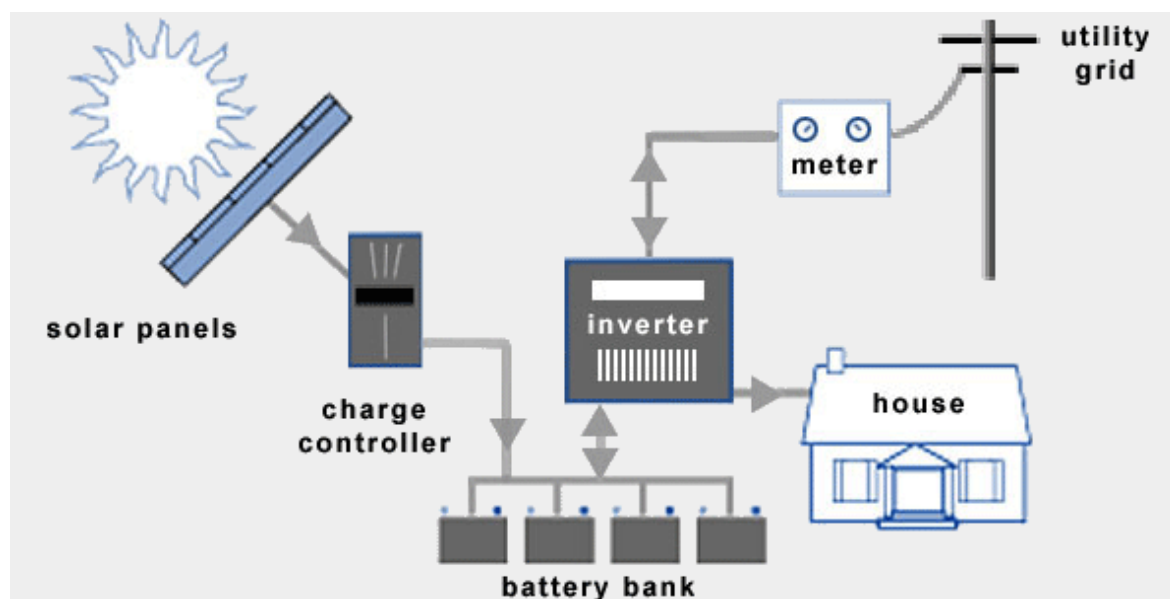 utility
grid
meter
solar panels
inverter
charge
controller
house
battery bank